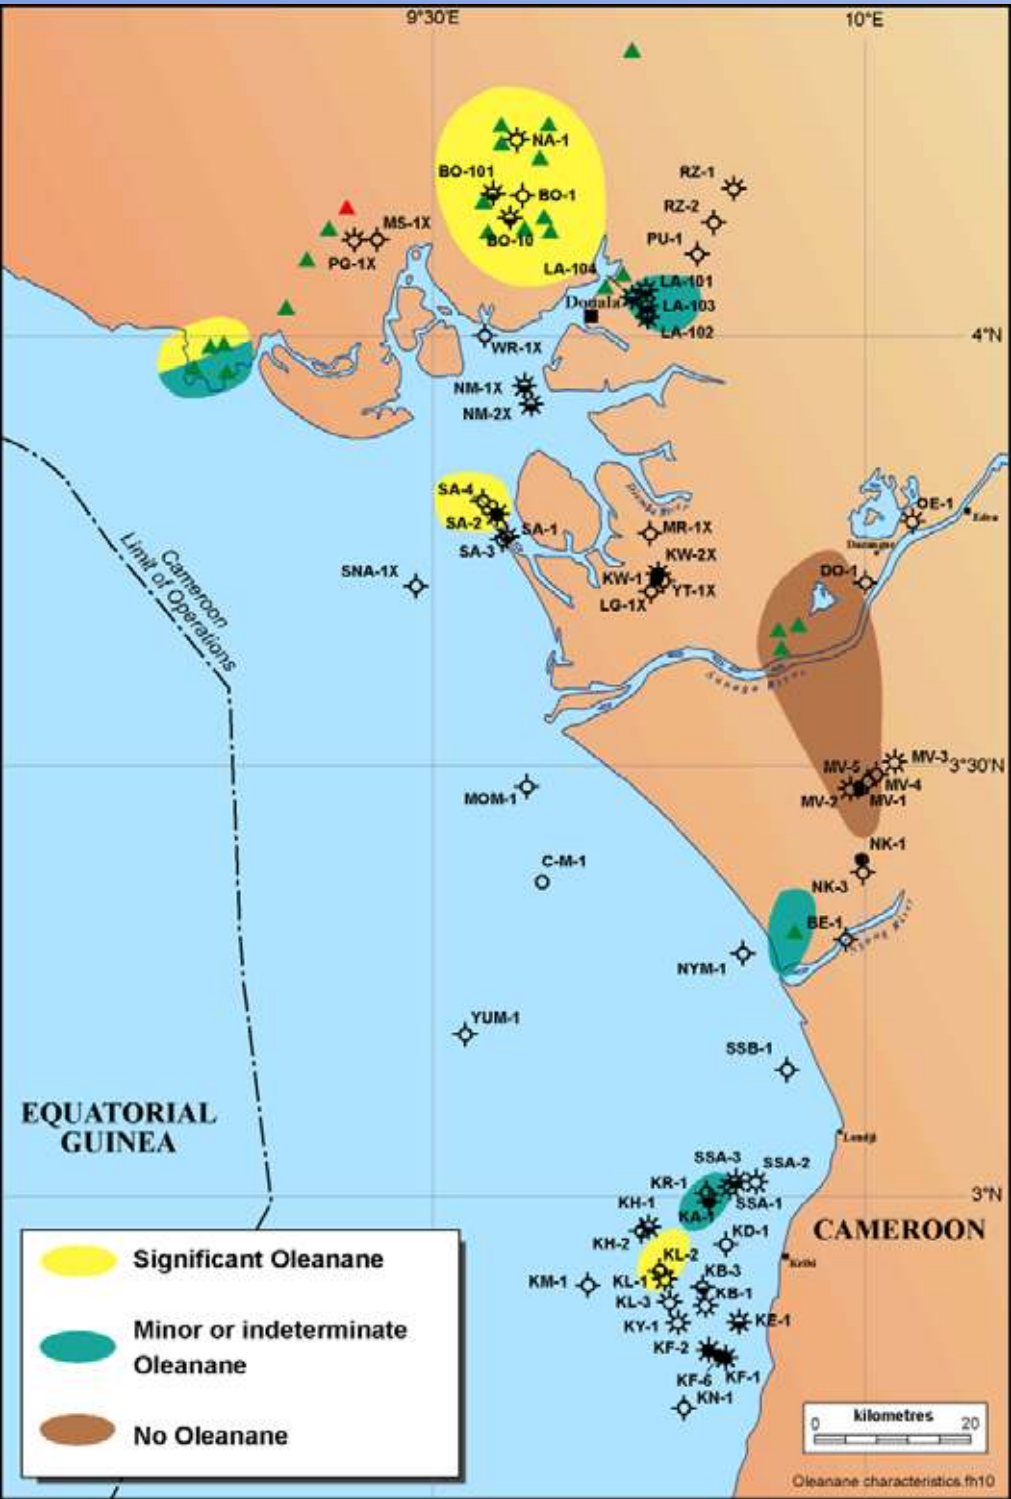 9°30'E
10°E
NA-1
BO-101
BO-1
BO-10
RZ-1
RZ-2
PU-1
MS-1X
PG-1X
LA-104
LA-101
Douala
LA-103
LA-102
4°N
WR-1X
NM-1X
NM-2X
SA-4
SA-2
SA-1
SA-3
Dibamba River
OE-1
Edea
Dizangue
MR-1X
KW-2X
KW-1
YT-1X
LG-1X
DO-1
SNA-1X
Cameroon
Limit of Operations
Sanaga River
MV-3
3°30'N
MV-5
MV-4
MV-2
MV-1
MOM-1
NK-1
C-M-1
NK-3
BE-1
Nyong River
NYM-1
YUM-1
SSB-1
EQUATORIAL
GUINEA
Londji
SSA-3
SSA-2
KR-1
3°N
SSA-1
KA-1
KH-1
CAMEROON
KD-1
KH-2
KL-2
Kribi
KB-3
KM-1
KL-1
KB-1
KL-3
KY-1
KE-1
KF-2
KF-1
KF-6
KN-1
Significant Oleanane
Minor or indeterminate
Oleanane
No Oleanane
kilometres
0 20
Oleanane characteristics.fh10